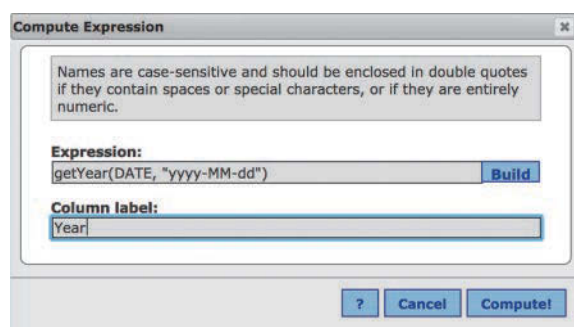 Compute Expression
Names are case-sensitive and should be enclosed in double quotes
if they contain spaces or special characters, or if they are entirely
numeric.
Expression:
getYear(DATE, "yyyy-MM-dd")
Build
Column label:
Year
? Cancel Compute!